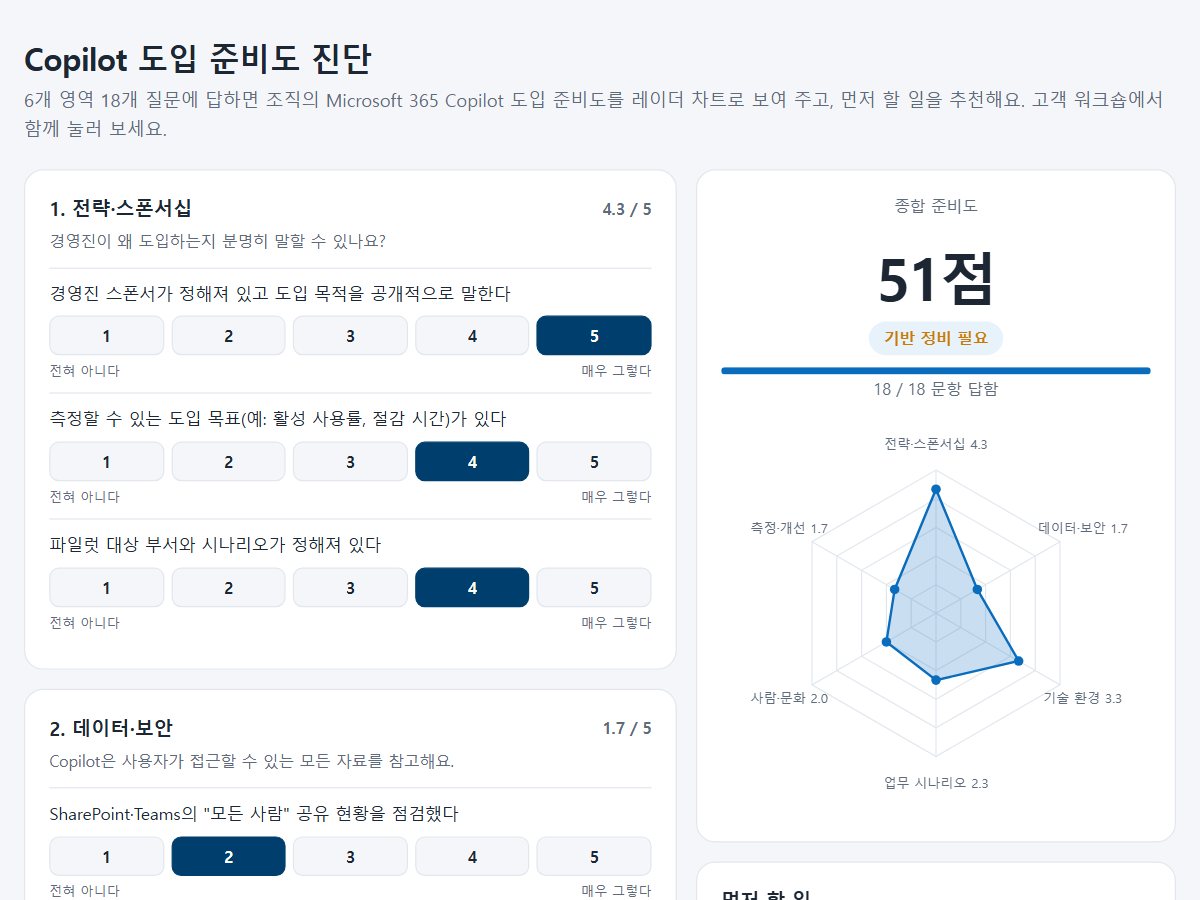 Copilot 도입 준비도 진단
6개 영역 18개 질문에 답하면 조직의 Microsoft 365 Copilot 도입 준비도를 레이더 차트로 보여 주고, 먼저 할 일을 추천해요. 고객 워크숍에서
함께 눌러 보세요.
1. 전략·스폰서십 4.3 / 5
경영진이 왜 도입하는지 분명히 말할 수 있나요?
경영진 스폰서가 정해져 있고 도입 목적을 공개적으로 말한다
1 2 3 4 5
전혀 아니다 매우 그렇다
측정할 수 있는 도입 목표(예: 활성 사용률, 절감 시간)가 있다
1 2 3 4 5
전혀 아니다 매우 그렇다
파일럿 대상 부서와 시나리오가 정해져 있다
1 2 3 4 5
전혀 아니다 매우 그렇다
2. 데이터·보안 1.7 / 5
Copilot은 사용자가 접근할 수 있는 모든 자료를 참고해요.
SharePoint·Teams의 "모든 사람" 공유 현황을 점검했다
1 2 3 4 5
전혀 아니다 매우 그렇다
종합 준비도
51점
기반 정비 필요
18 / 18 문항 답함
전략·스폰서십 4.3
측정·개선 1.7 데이터·보안 1.7
사람·문화 2.0 기술 환경 3.3
업무 시나리오 2.3
먼저 할 일